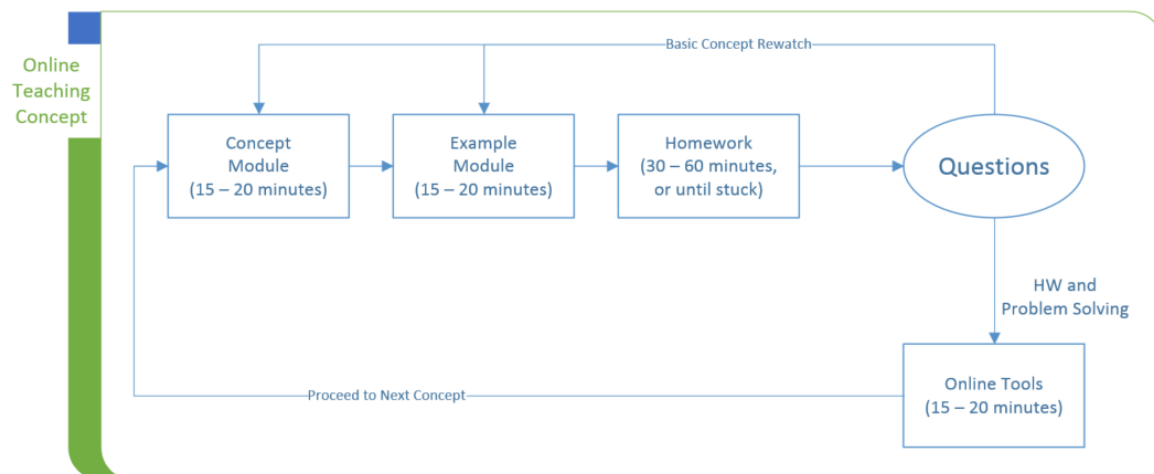 Online
Teaching
Concept
Basic Concept Rewatch
Concept
Module
(15 – 20 minutes)
Example
Module
(15 – 20 minutes)
Homework
(30 – 60 minutes,
or until stuck)
Questions
HW and
Problem Solving
Online Tools
(15 – 20 minutes)
Proceed to Next Concept